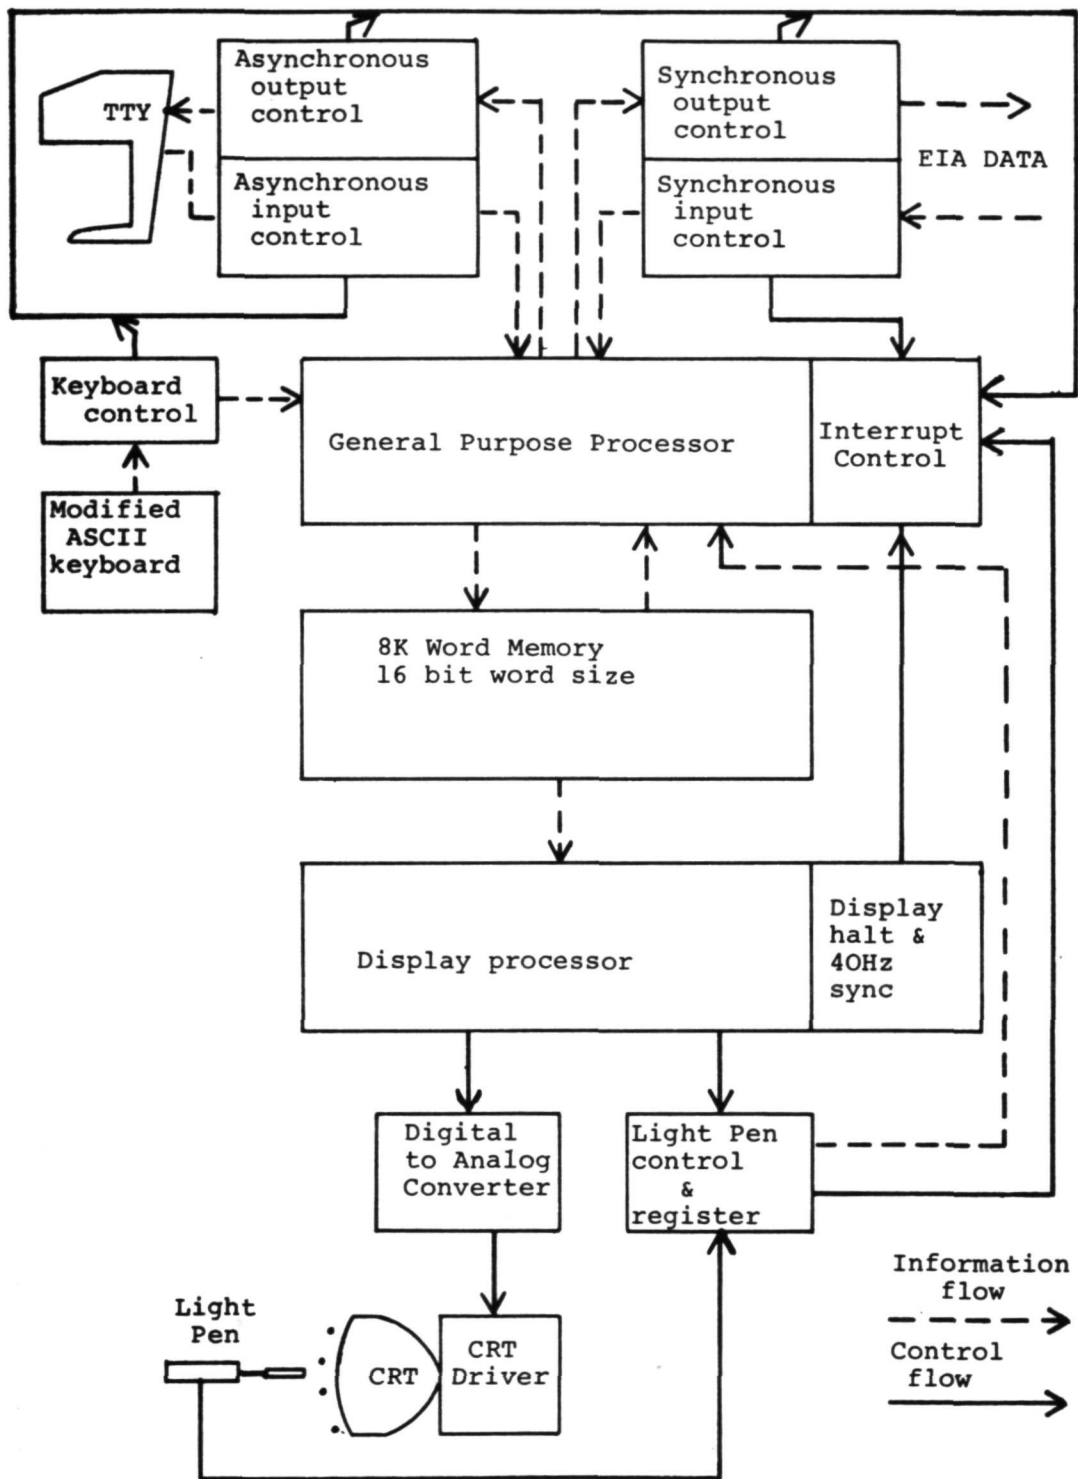 Asynchronous
output
control
TTY
Asynchronous
input
control
Synchronous
output
control
EIA DATA
Synchronous
input
control
Keyboard
control
General Purpose Processor
Interrupt
Control
Modified
ASCII
keyboard
8K Word Memory
16 bit word size
Display processor
Display
halt &
40Hz
sync
Digital
to Analog
Converter
Light Pen
control
&
register
Information
flow
Control
flow
Light
Pen
CRT
CRT
Driver